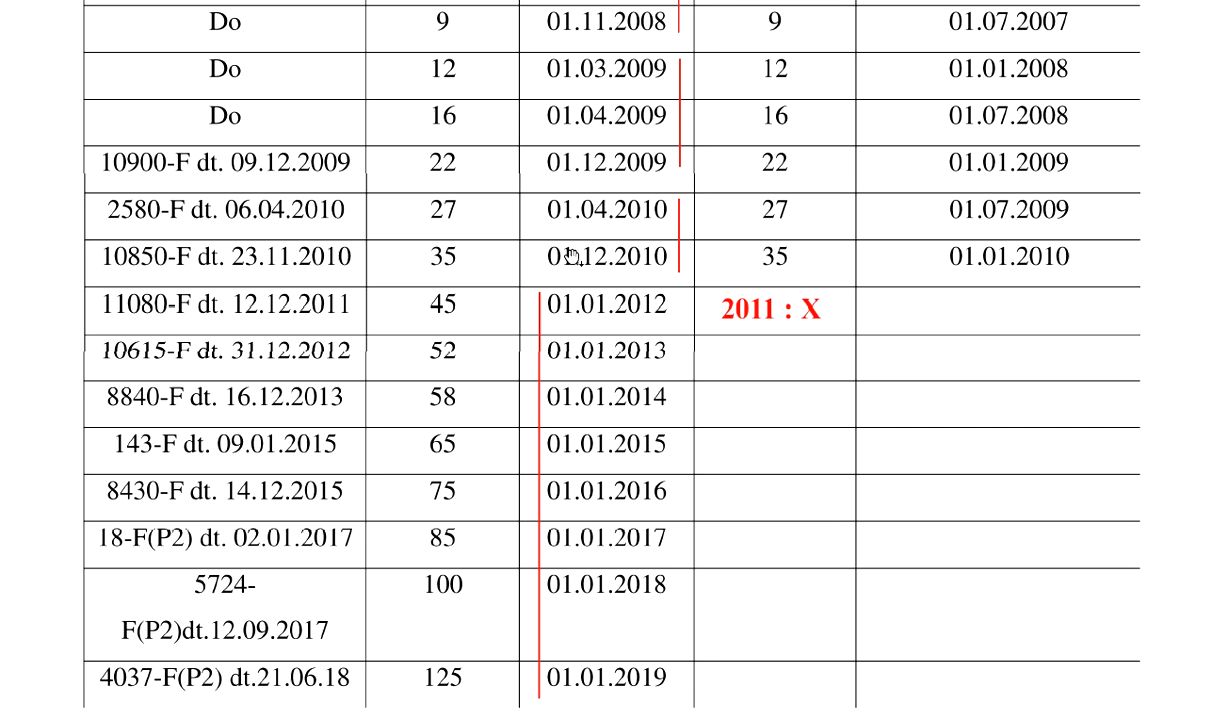 Do 9 01.11.2008 9 01.07.2007
Do 12 01.03.2009 12 01.01.2008
Do 16 01.04.2009 16 01.07.2008
10900-F dt. 09.12.2009 22 01.12.2009 22 01.01.2009
2580-F dt. 06.04.2010 27 01.04.2010 27 01.07.2009
10850-F dt. 23.11.2010 35 01.12.2010 35 01.01.2010
11080-F dt. 12.12.2011 45 01.01.2012 2011 : X
10615-F dt. 31.12.2012 52 01.01.2013
8840-F dt. 16.12.2013 58 01.01.2014
143-F dt. 09.01.2015 65 01.01.2015
8430-F dt. 14.12.2015 75 01.01.2016
18-F(P2) dt. 02.01.2017 85 01.01.2017
5724- 100 01.01.2018
F(P2)dt.12.09.2017
4037-F(P2) dt.21.06.18 125 01.01.2019